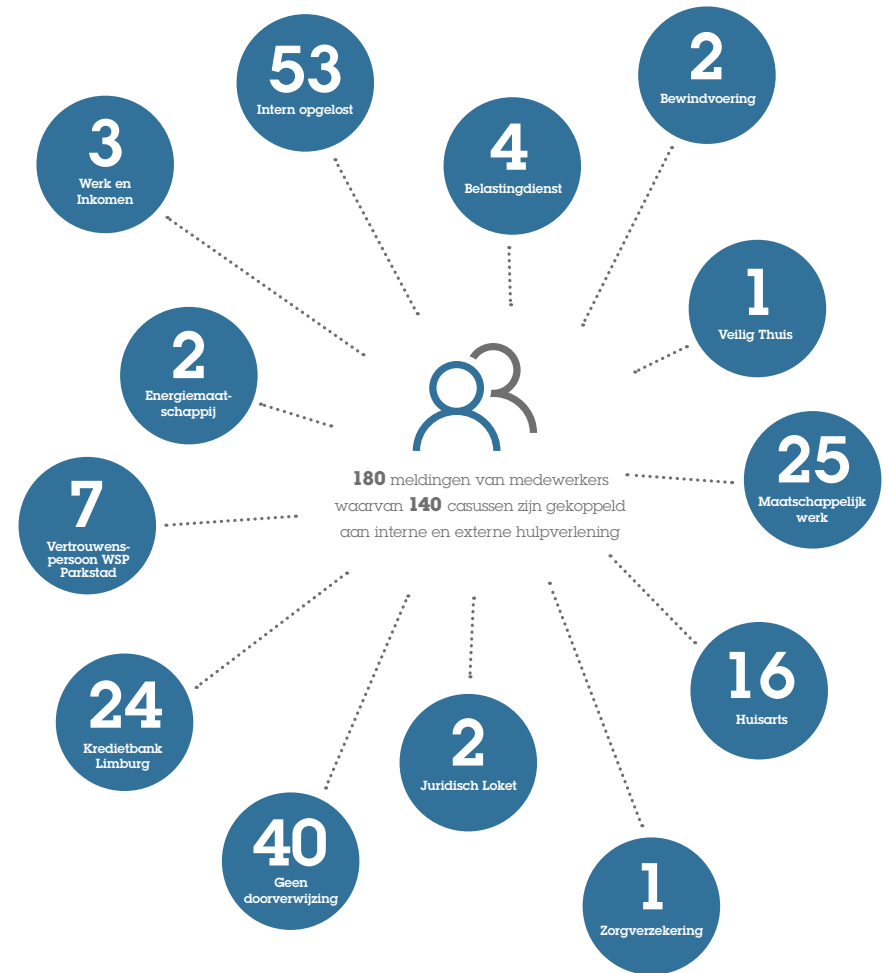 53
Intern opgelost
2
Bewindvoering
3
Werk en
Inkomen
4
Belastingdienst
1
Veilig Thuis
2
Energiemaat-
schappij
25
Maatschappelijk
werk
180 meldingen van medewerkers
waarvan 140 casussen zijn gekoppeld
aan interne en externe hulpverlening
7
Vertrouwens-
persoon WSP
Parkstad
16
Huisarts
24
Kredietbank
Limburg
2
Juridisch Loket
40
Geen
doorverwijzing
1
Zorgverzekering